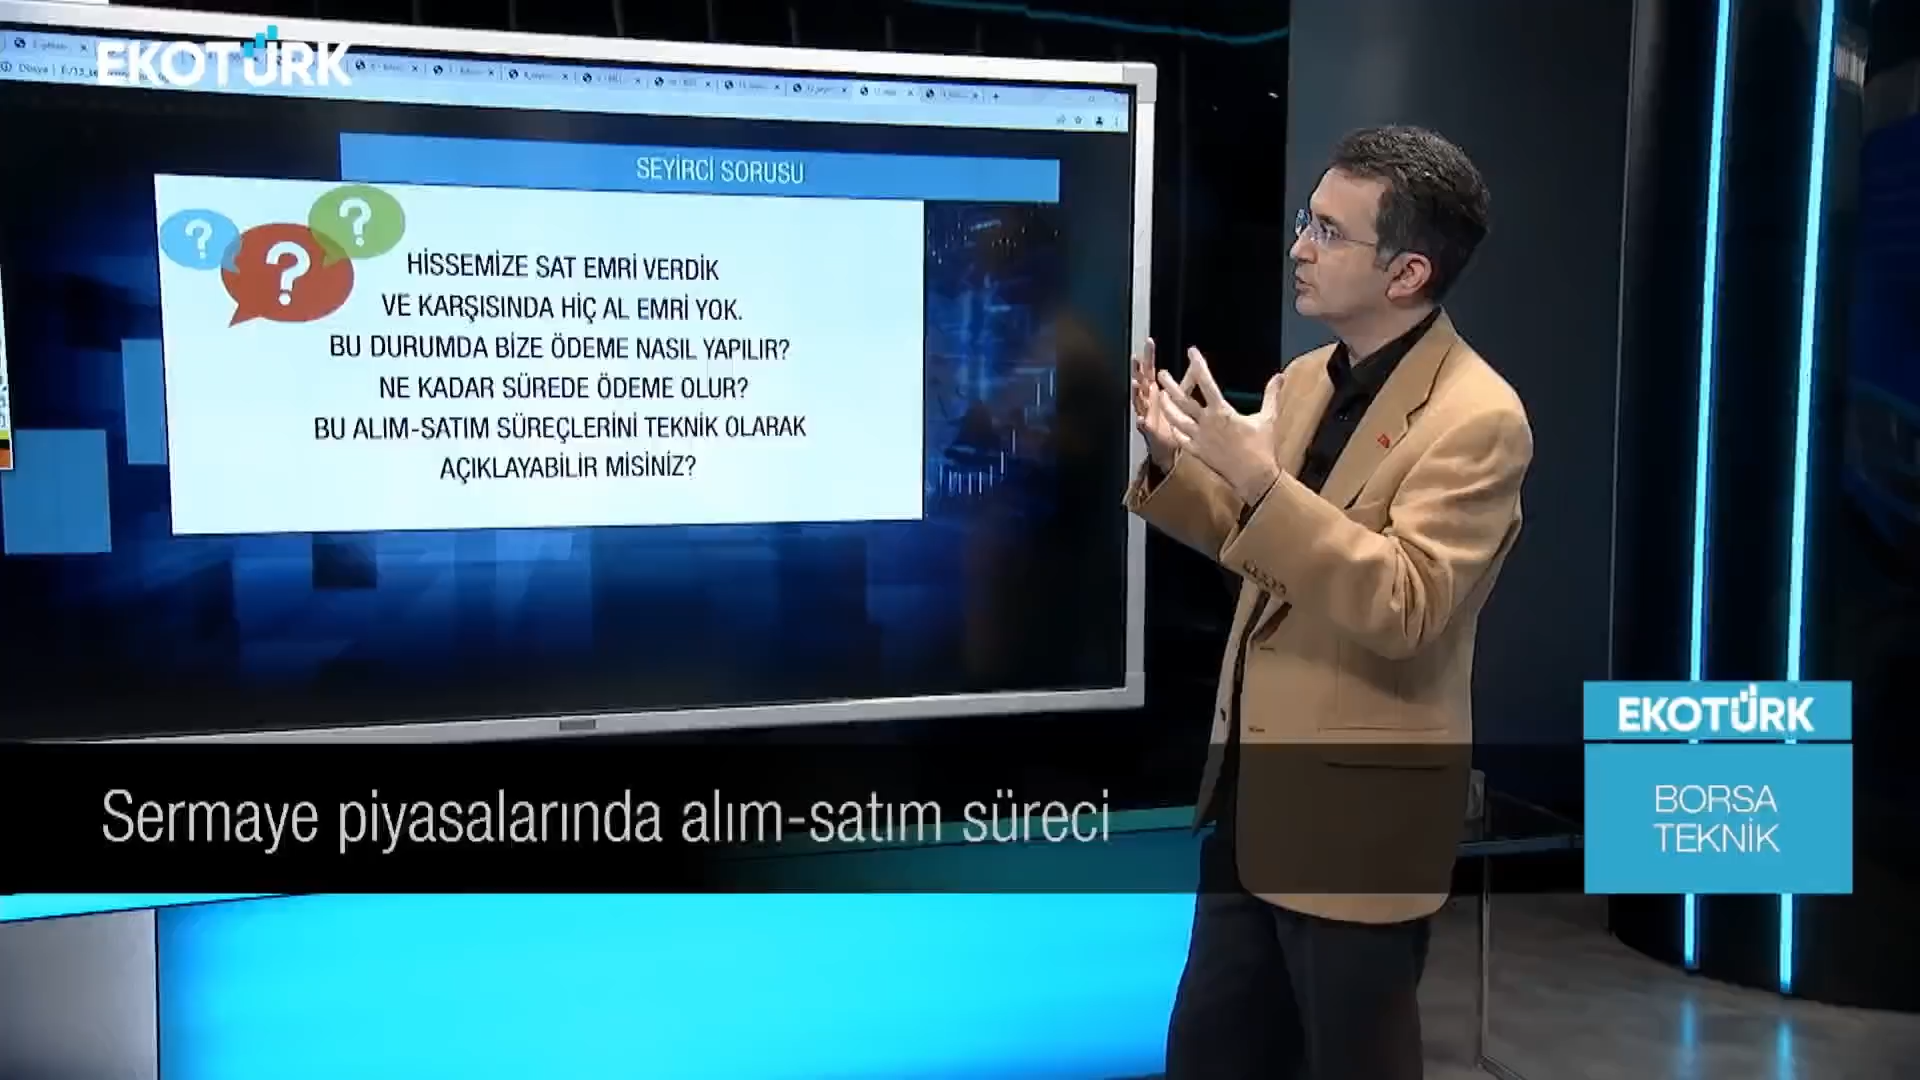 EKOTÜRK
Dosya
SEYİRCİ SORUSU
? ? ?
HİSSEMİZE SAT EMRİ VERDİK
VE KARŞISINDA HİÇ AL EMRİ YOK.
BU DURUMDA BİZE ÖDEME NASIL YAPILIR?
NE KADAR SÜREDE ÖDEME OLUR?
BU ALIM-SATIM SÜREÇLERİNİ TEKNİK OLARAK
AÇIKLAYABİLİR MİSİNİZ?
Sermaye piyasalarında alım-satım süreci
EKOTÜRK
BORSA
TEKNİK